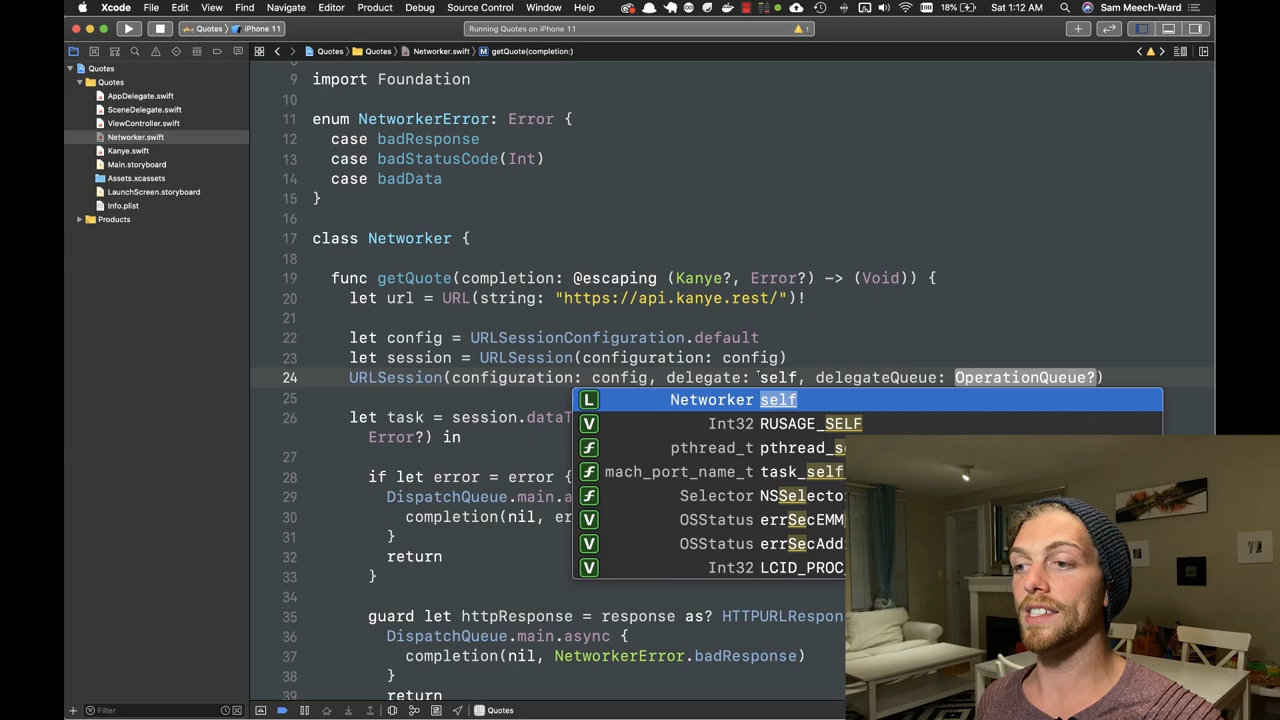 Xcode File Edit View Find Navigate Editor Product Debug Source Control Window Help 18% Sat 1:12 AM Sam Meech-Ward
Quotes iPhone 11 Running Quotes on iPhone 11 1
Quotes Quotes Networker.swift M getQuote(completion:)
Quotes
Quotes
AppDelegate.swift
SceneDelegate.swift
ViewController.swift
Networker.swift
Kanye.swift
Main.storyboard
Assets.xcassets
LaunchScreen.storyboard
Info.plist
Products
9 import Foundation
10
11 enum NetworkerError: Error {
12 case badResponse
13 case badStatusCode(Int)
14 case badData
15 }
16
17 class Networker {
18
19 func getQuote(completion: @escaping (Kanye?, Error?) -> (Void)) {
20 let url = URL(string: "https://api.kanye.rest/")!
21
22 let config = URLSessionConfiguration.default
23 let session = URLSession(configuration: config)
24 URLSession(configuration: config, delegate: self, delegateQueue: OperationQueue?)
25
L Networker self
V Int32 RUSAGE_SELF
f pthread_t pthread_s
f mach_port_name_t task_self
f Selector NSSelecto
V OSStatus errSecEMM
V OSStatus errSecAdd
V Int32 LCID_PROC_
26 let task = session.dataT
Error?) in
27
28 if let error = error {
29 DispatchQueue.main.a
30 completion(nil, er
31 }
32 return
33 }
34
35 guard let httpResponse = response as? HTTPURLRespon
36 DispatchQueue.main.async {
37 completion(nil, NetworkerError.badResponse)
38 }
39 return
Filter
Quotes